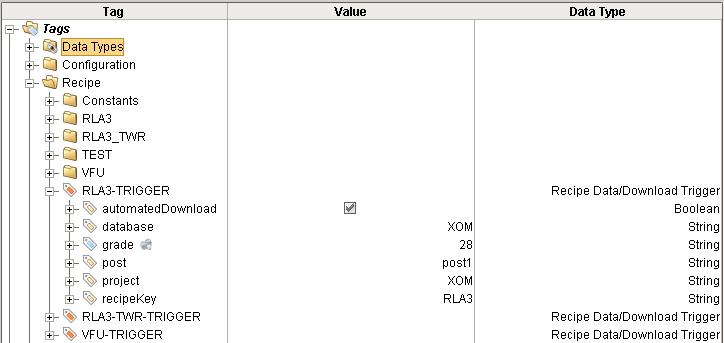 Tag Value Data Type
Tags
Data Types
Configuration
Recipe
Constants
RLA3
RLA3_TWR
TEST
VFU
RLA3-TRIGGER Recipe Data/Download Trigger
automatedDownload Boolean
database XOM String
grade 28 String
post post1 String
project XOM String
recipeKey RLA3 String
RLA3-TWR-TRIGGER Recipe Data/Download Trigger
VFU-TRIGGER Recipe Data/Download Trigger